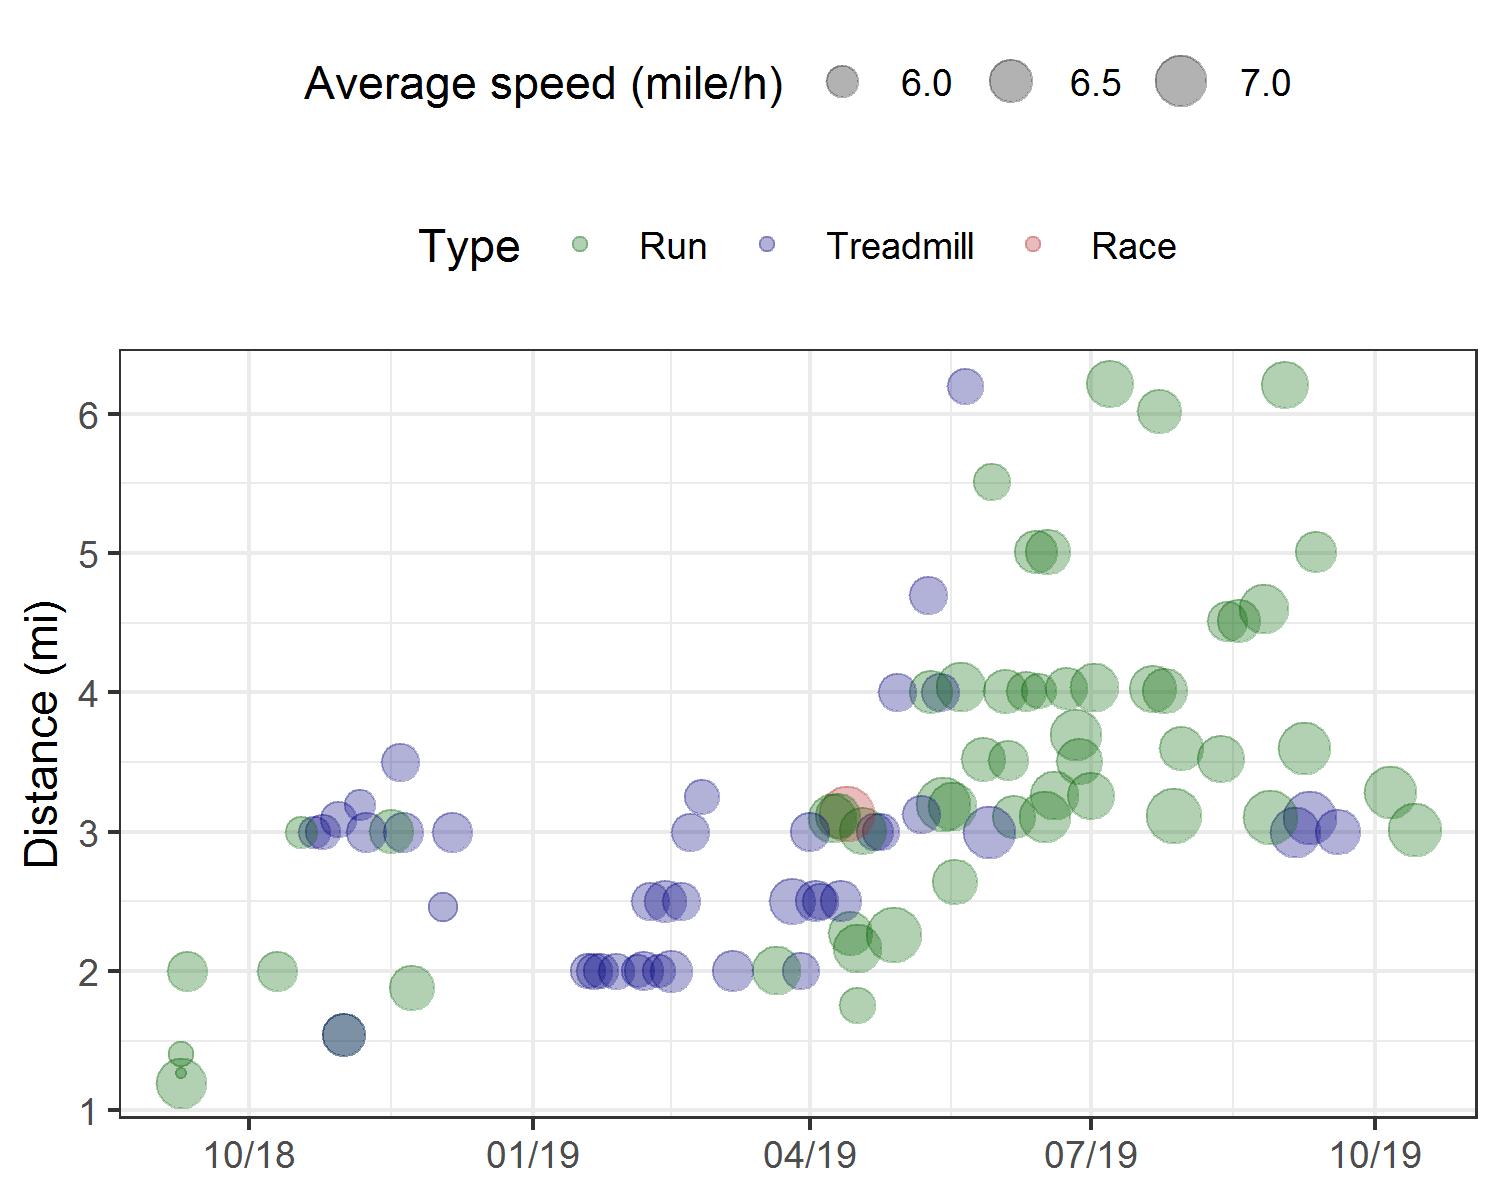 Average speed (mile/h) 6.0 6.5 7.0
Type Run Treadmill Race
Distance (mi)
6
5
4
3
2
1
10/18 01/19 04/19 07/19 10/19